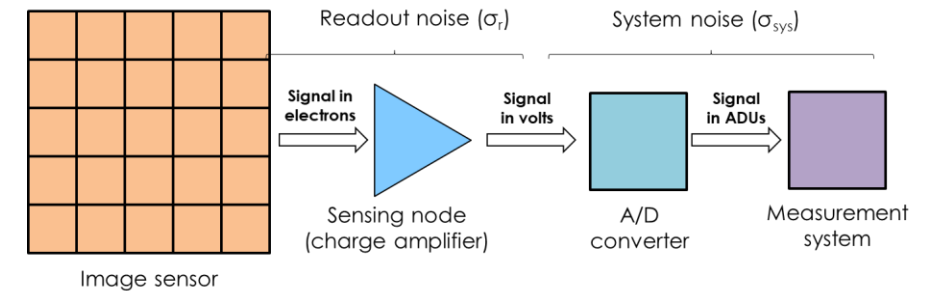 Readout noise (σr)
System noise (σsys)
Signal in
electrons
Signal
in volts
Signal
in ADUs
Sensing node
(charge amplifier)
A/D
converter
Measurement
system
Image sensor